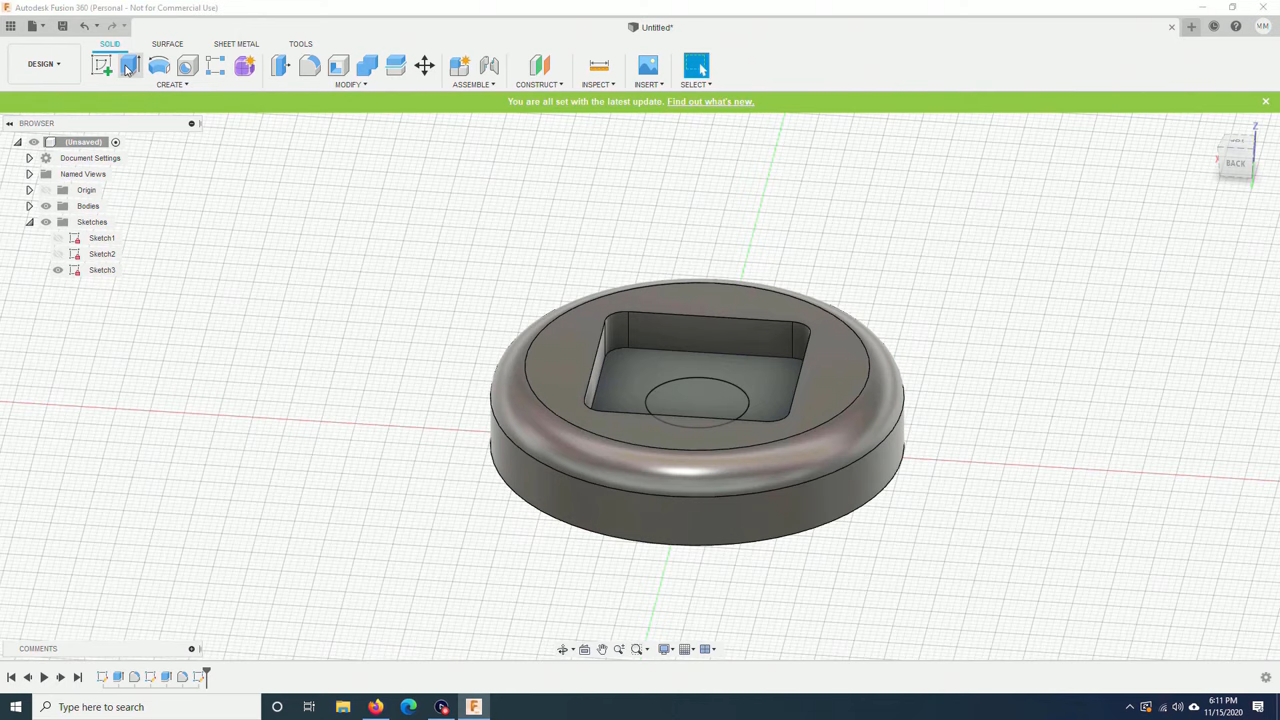 Autodesk Fusion 360 (Personal - Not for Commercial Use)
Untitled*
MM
SOLID SURFACE SHEET METAL TOOLS
DESIGN ▾
CREATE ▾ MODIFY ▾ ASSEMBLE ▾ CONSTRUCT ▾ INSPECT ▾ INSERT ▾ SELECT ▾
You are all set with the latest update. Find out what's new.
BROWSER
(Unsaved)
Document Settings
Named Views
Origin
Bodies
Sketches
Sketch1
Sketch2
Sketch3
Z
X
BACK
COMMENTS
Type here to search
6:11 PM
11/15/2020